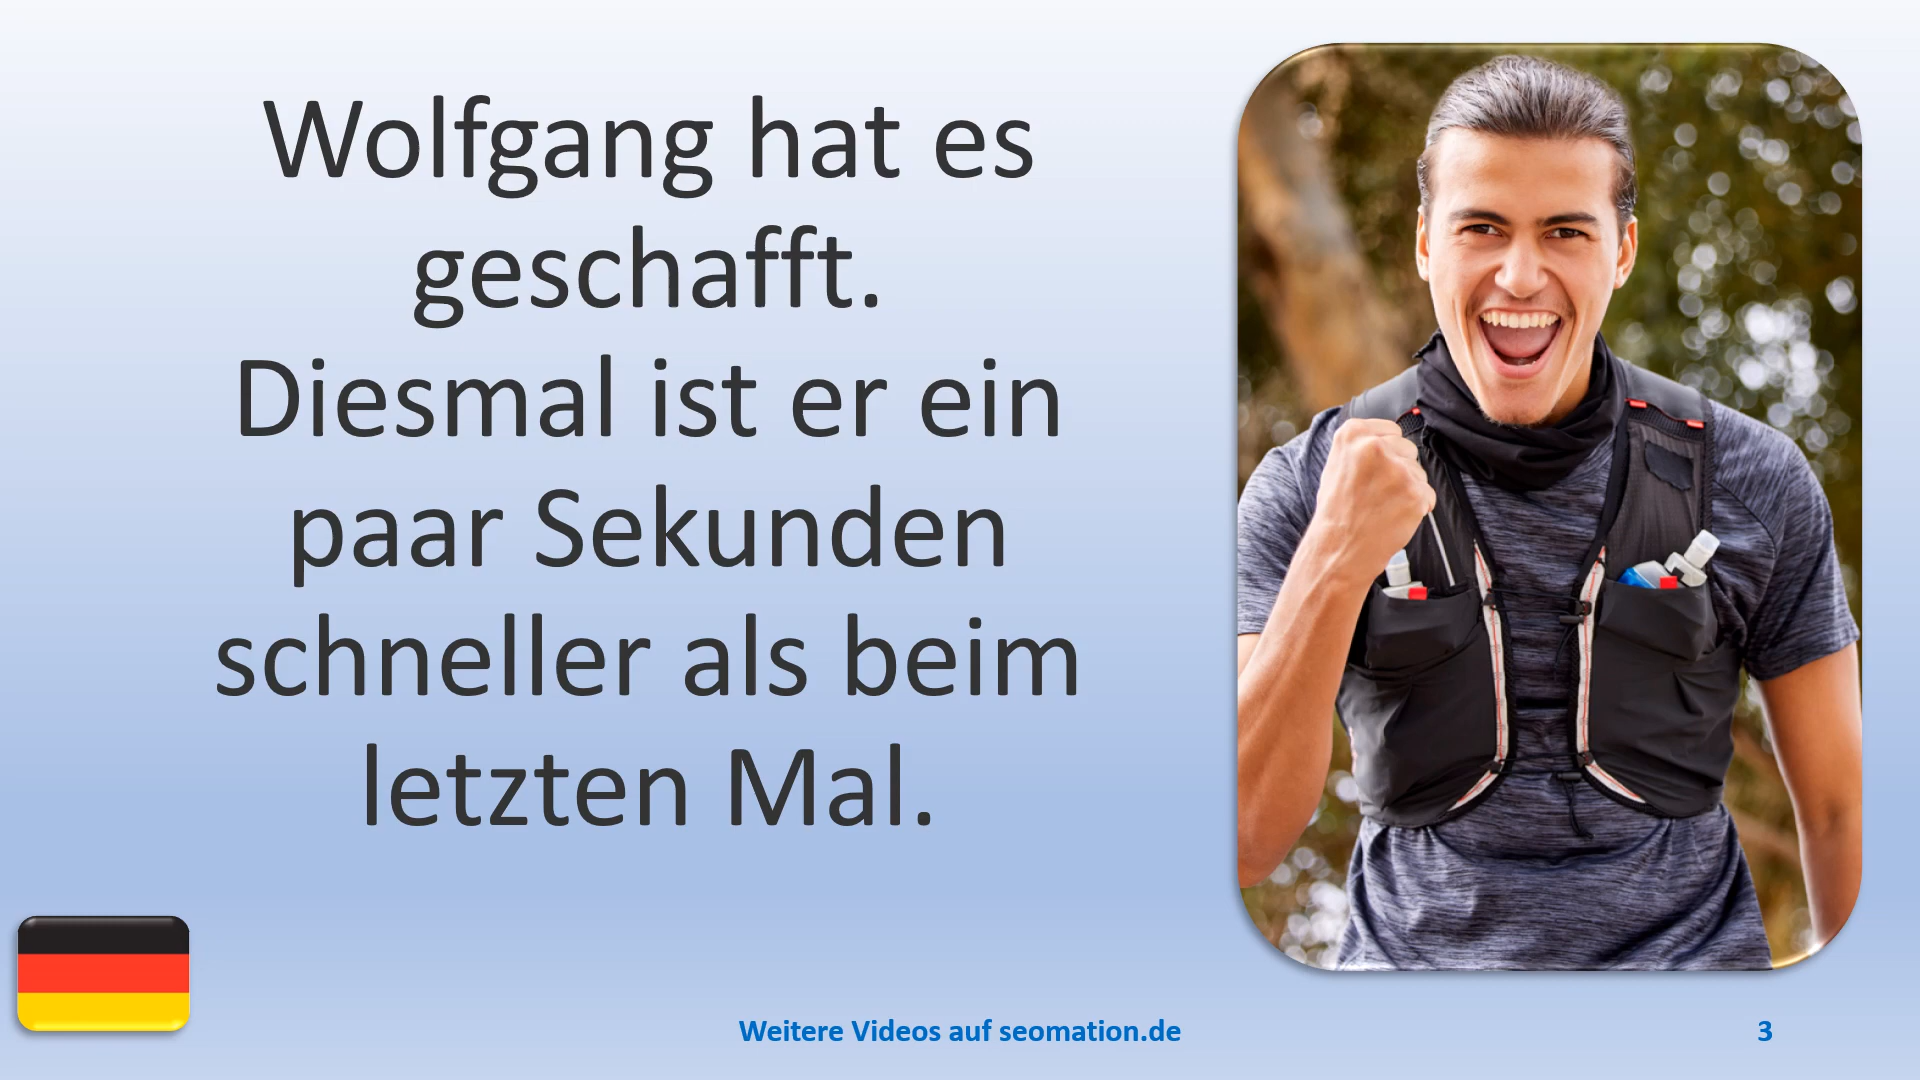 Wolfgang hat es
geschafft.
Diesmal ist er ein
paar Sekunden
schneller als beim
letzten Mal.
Weitere Videos auf seomation.de
3